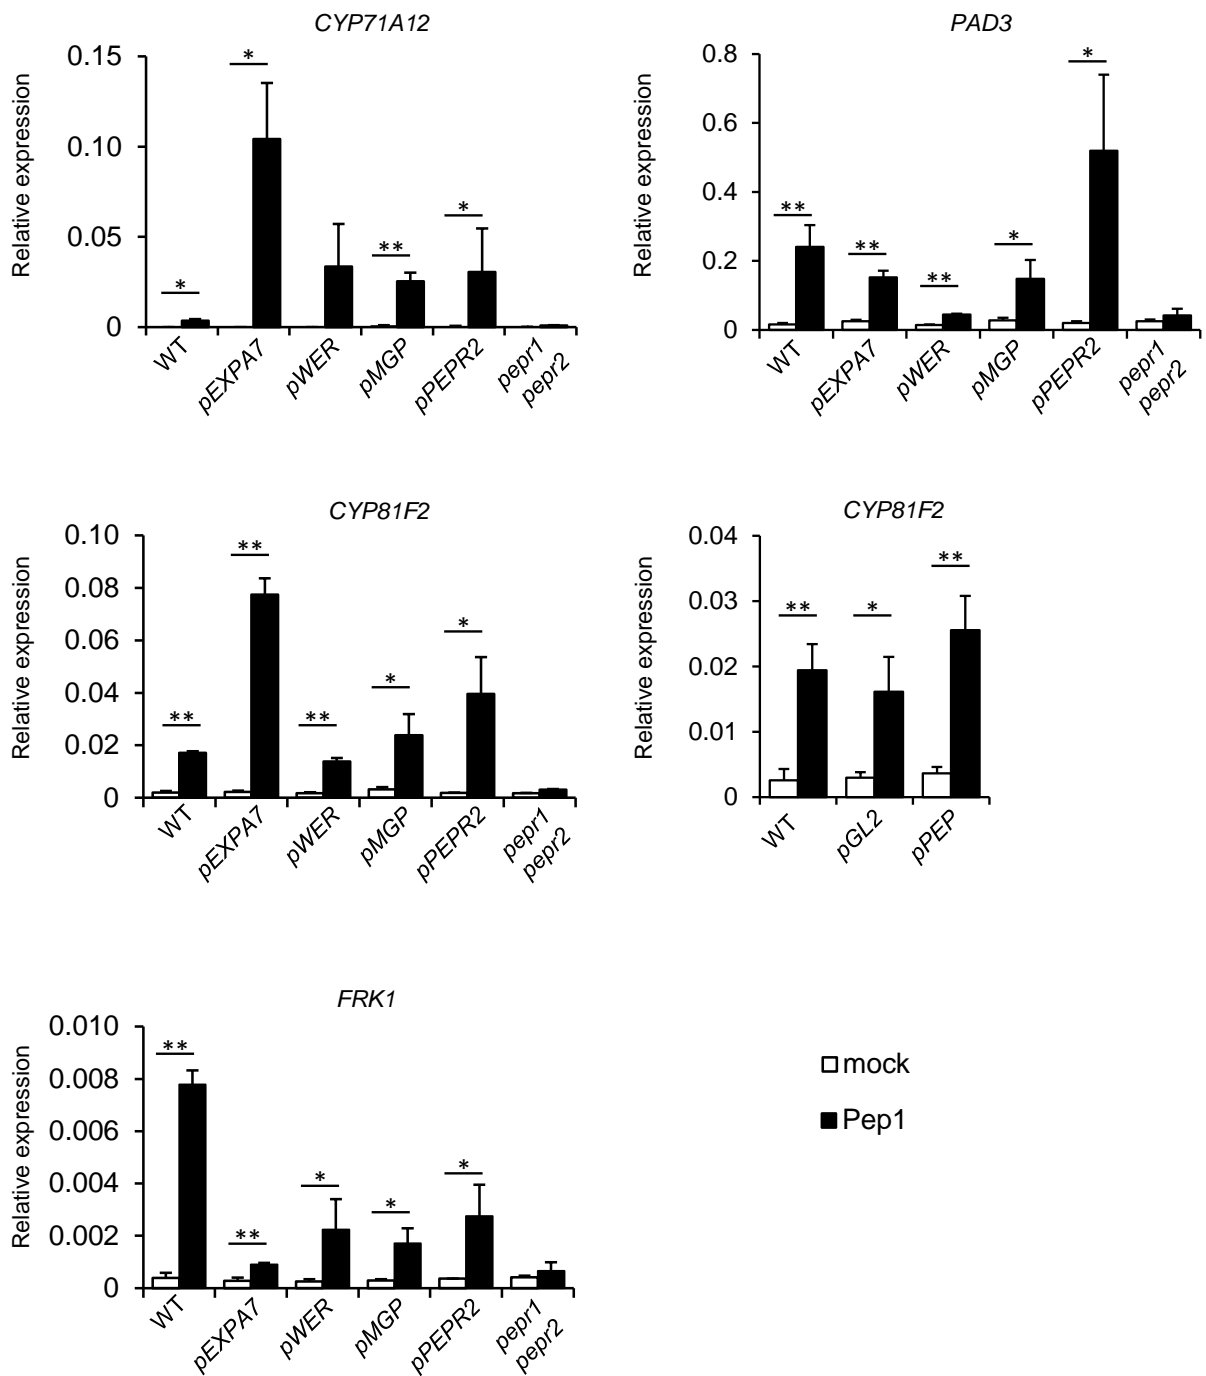 CYP71A12
Relative expression
0.15
0.10
0.05
0
*
*
**
*
WT
pEXPA7
pWER
pMGP
pPEPR2
pepr1
pepr2
PAD3
Relative expression
0.8
0.6
0.4
0.2
0
**
**
**
*
*
WT
pEXPA7
pWER
pMGP
pPEPR2
pepr1
pepr2
CYP81F2
Relative expression
0.10
0.08
0.06
0.04
0.02
0
**
**
**
*
*
WT
pEXPA7
pWER
pMGP
pPEPR2
pepr1
pepr2
CYP81F2
Relative expression
0.04
0.03
0.02
0.01
0
**
*
**
WT
pGL2
pPEP
FRK1
Relative expression
0.010
0.008
0.006
0.004
0.002
0
**
**
*
*
*
WT
pEXPA7
pWER
pMGP
pPEPR2
pepr1
pepr2
mock
Pep1